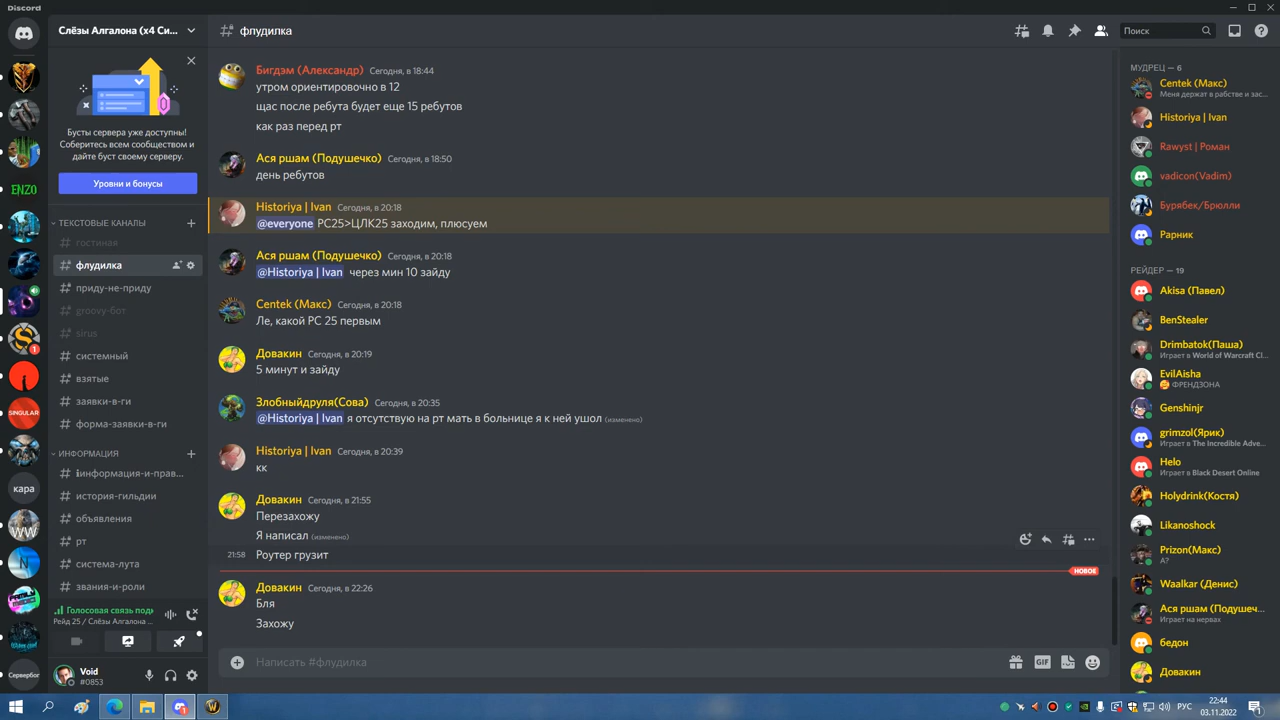 Discord
Слёзы Алгалона (x4 Си...
флудилка
Поиск
Бусты сервера уже доступны!
Соберитесь всем сообществом и
дайте буст своему серверу.
Уровни и бонусы
ТЕКСТОВЫЕ КАНАЛЫ
гостиная
флудилка
приду-не-приду
groovy-бот
sirus
системный
взятые
заявки-в-ги
форма-заявки-в-ги
ИНФОРМАЦИЯ
ℹинформация-и-прав...
история-гильдии
объявления
рт
система-лута
звания-и-роли
Голосовая связь подк
Рейд 25 / Слёзы Алгалона ...
Void
#0853
ENZO
1
SINGULAR
кара
WW
N
Сервербог
Бигдэм (Александр) Сегодня, в 18:44
утром ориентировочно в 12
щас после ребута будет еще 15 ребутов
как раз перед рт
Ася ршам (Подушечко) Сегодня, в 18:50
день ребутов
Historiya | Ivan Сегодня, в 20:18
@everyone РС25>ЦЛК25 заходим, плюсуем
Ася ршам (Подушечко) Сегодня, в 20:18
@Historiya | Ivan через мин 10 зайду
Centek (Макс) Сегодня, в 20:18
Ле, какой РС 25 первым
Довакин Сегодня, в 20:19
5 минут и зайду
Злобныйдруля(Сова) Сегодня, в 20:35
@Historiya | Ivan я отсутствую на рт мать в больнице я к ней ушол (изменено)
Historiya | Ivan Сегодня, в 20:39
кк
Довакин Сегодня, в 21:55
Перезахожу
Я написал (изменено)
21:58 Роутер грузит
НОВОЕ
Довакин Сегодня, в 22:26
Бля
Захожу
Написать #флудилка
GIF
МУДРЕЦ — 6
Centek (Макс)
Меня держат в рабстве и зас...
Historiya | Ivan
Rawyst | Роман
vadicon(Vadim)
Бурябек/Брюлли
Рарник
РЕЙДЕР — 19
Akisa (Павел)
BenStealer
Drimbatok(Паша)
Играет в World of Warcraft Cl...
EvilAisha
ФРЕНДЗОНА
Genshinjr
grimzol(Ярик)
Играет в The Incredible Adve...
Helo
Играет в Black Desert Online
Holydrink(Костя)
Likanoshock
Prizon(Макс)
А?
Waalkar (Денис)
Ася ршам (Подушеч...
Играет на нервах
бедон
Довакин
РУС
22:44
03.11.2022
1